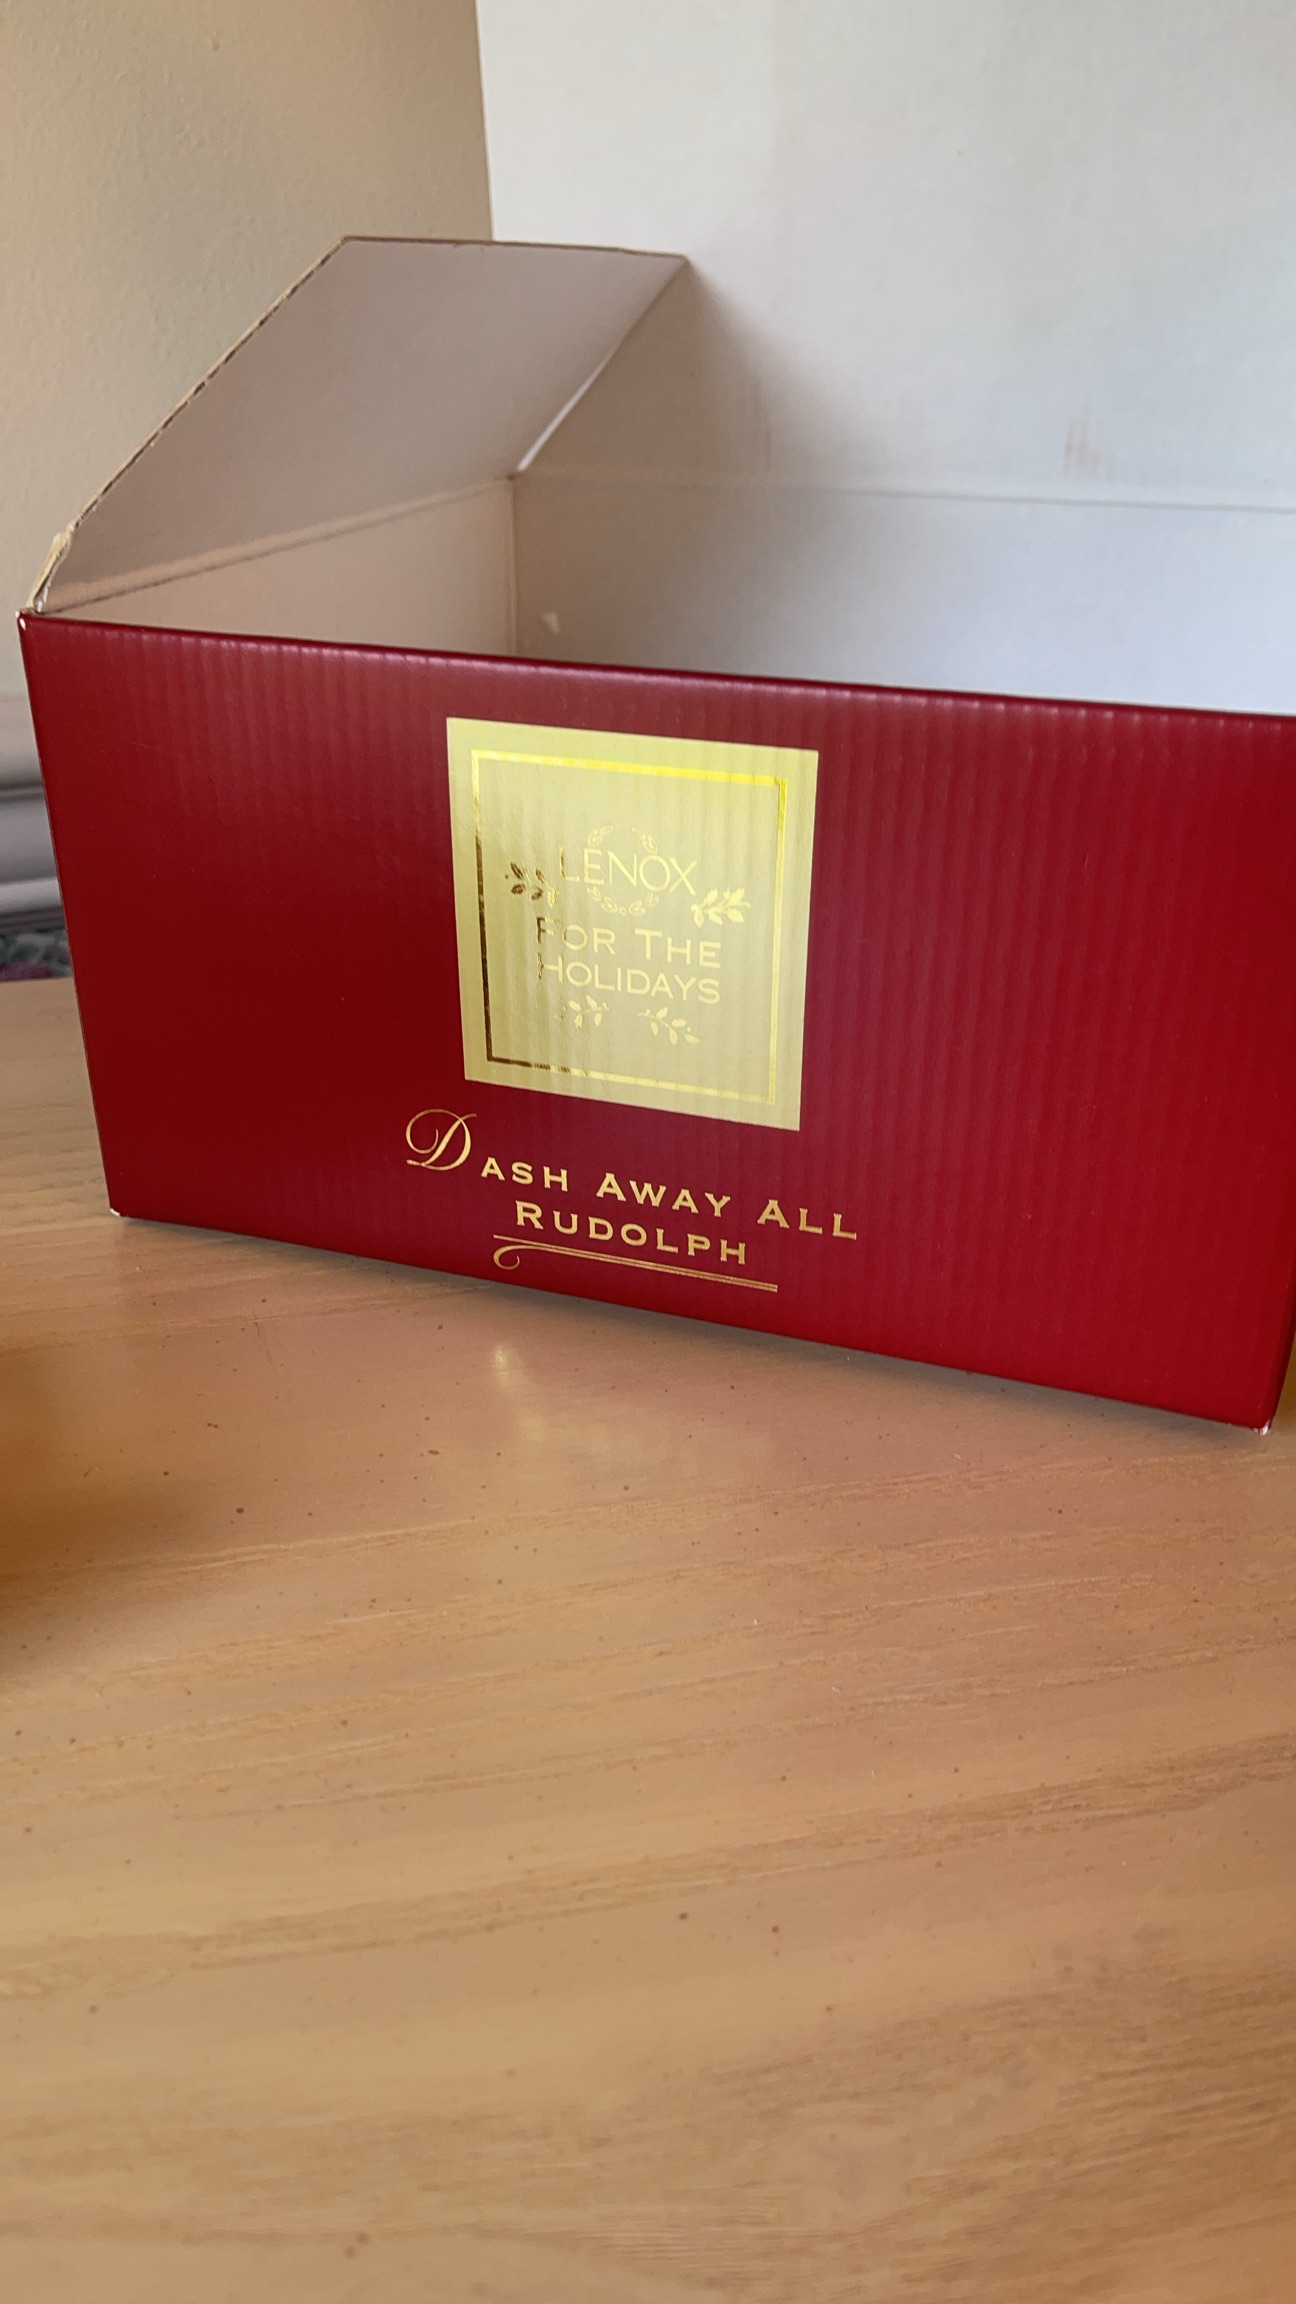 LENOX
FOR THE
HOLIDAYS
DASH AWAY ALL
RUDOLPH